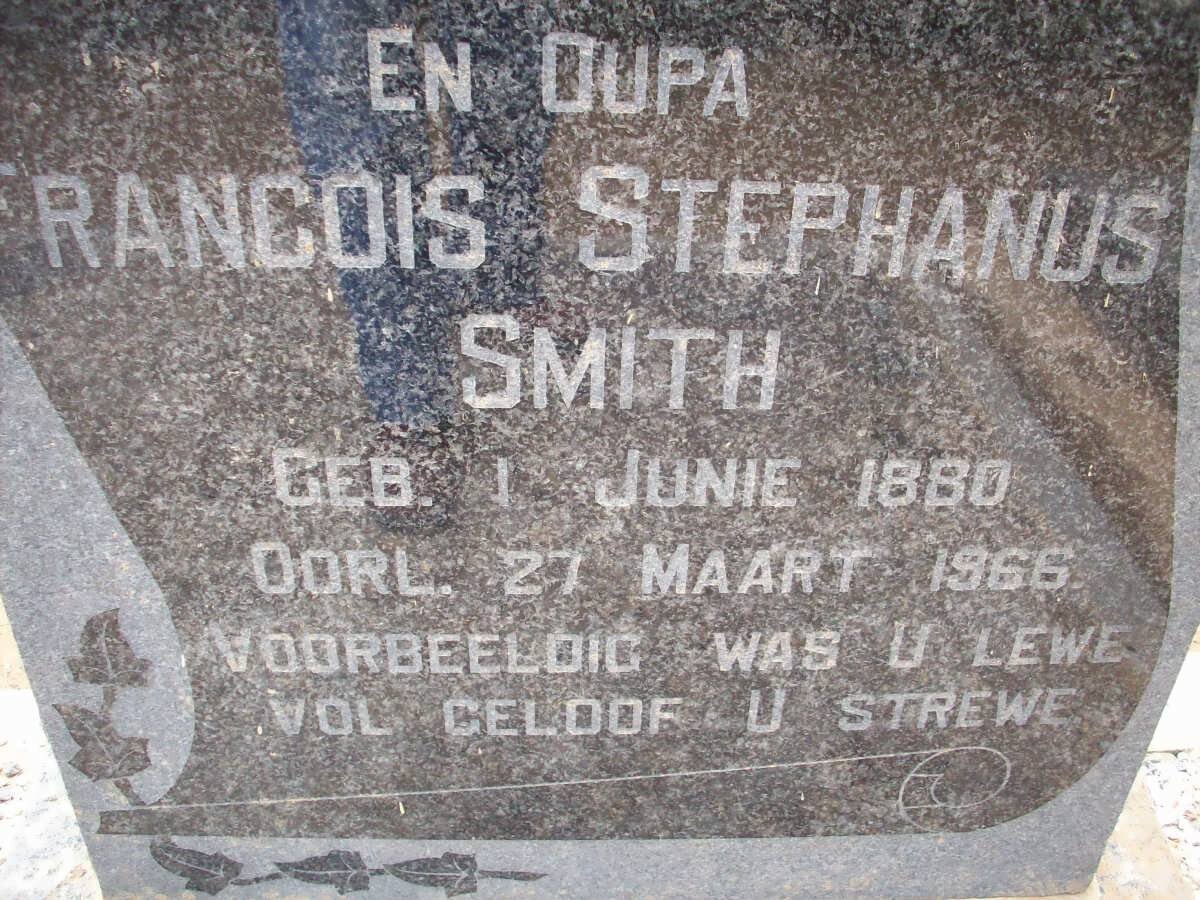 EN OUPA
FRANCOIS STEPHANUS
SMITH
GEB. 1 JUNIE 1880
OORL. 27 MAART 1966.
VOORBEELDIG WAS U LEWE
VOL GELOOF U STREWE